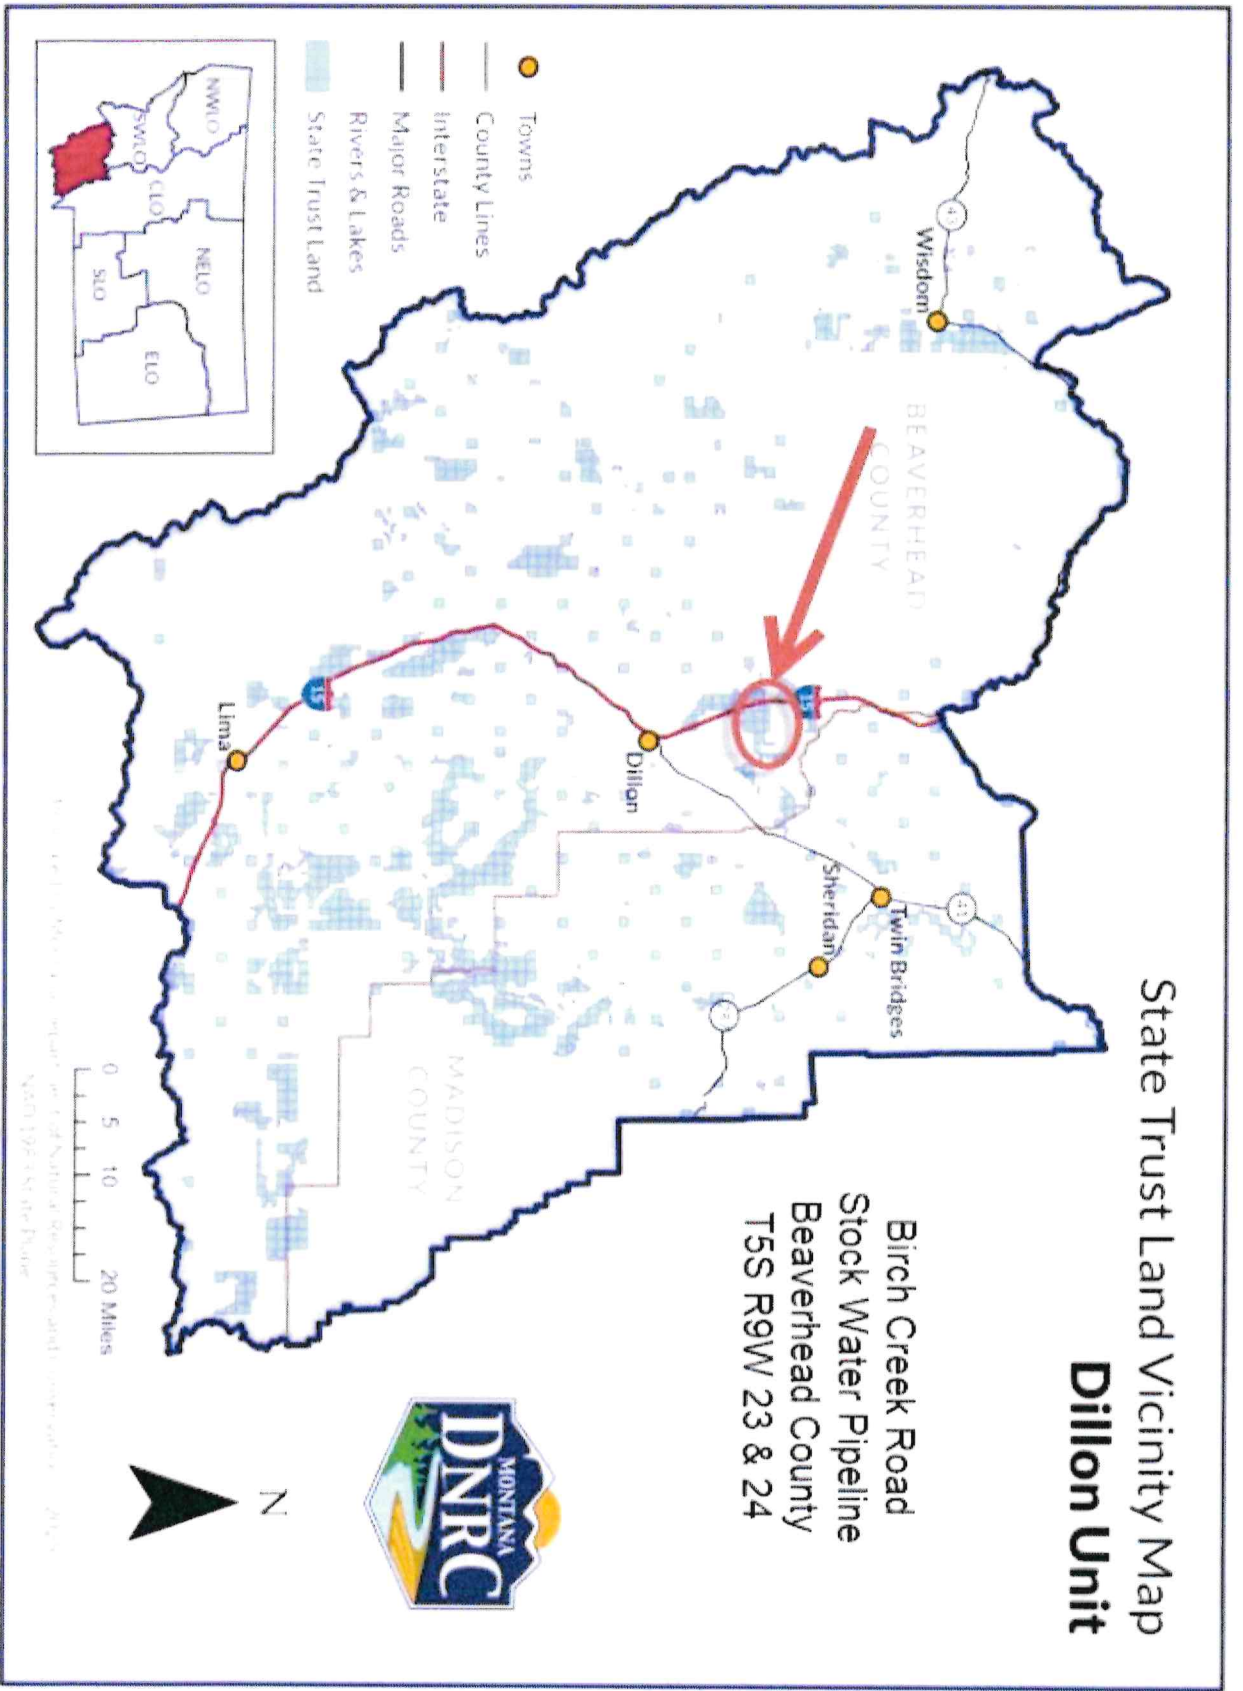 State Trust Land Vicinity Map
Dillon Unit
Birch Creek Road
Stock Water Pipeline
Beaverhead County
T5S R9W 23 & 24
43
Wisdom
BEAVERHEAD
COUNTY
15
Twin Bridges
41
Sheridan
Dillon
MADISON
COUNTY
15
Lima
Towns
County Lines
Interstate
Major Roads
Rivers & Lakes
State Trust Land
NWLO
SWLO
CLO
NELO
SLO
ELO
MONTANA
DNRC
N
0 5 10 20 Miles